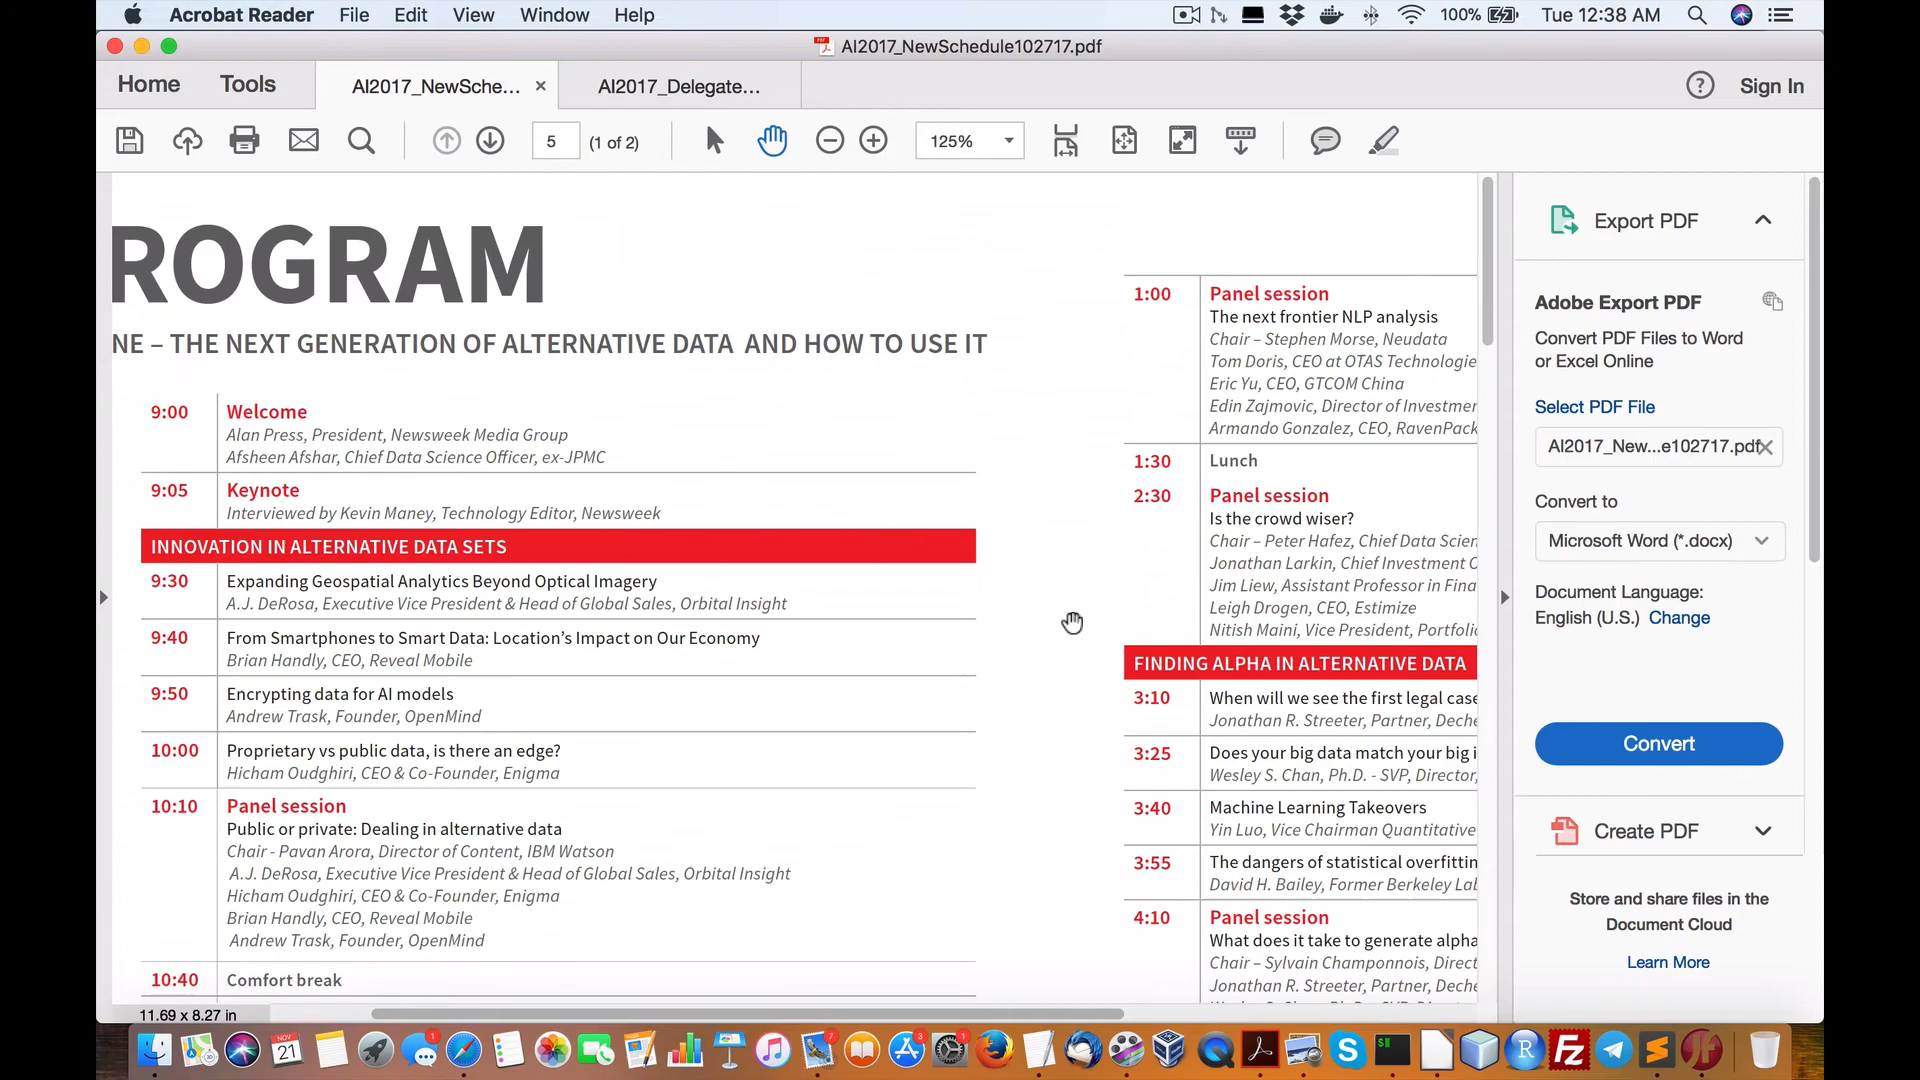 Acrobat Reader File Edit View Window Help
100% Tue 12:38 AM
AI2017_NewSchedule102717.pdf
Home Tools AI2017_NewSche... × AI2017_Delegate... Sign In
5 (1 of 2) 125%
ROGRAM
NE – THE NEXT GENERATION OF ALTERNATIVE DATA AND HOW TO USE IT
9:00 Welcome
Alan Press, President, Newsweek Media Group
Afsheen Afshar, Chief Data Science Officer, ex-JPMC
9:05 Keynote
Interviewed by Kevin Maney, Technology Editor, Newsweek
INNOVATION IN ALTERNATIVE DATA SETS
9:30 Expanding Geospatial Analytics Beyond Optical Imagery
A.J. DeRosa, Executive Vice President & Head of Global Sales, Orbital Insight
9:40 From Smartphones to Smart Data: Location's Impact on Our Economy
Brian Handly, CEO, Reveal Mobile
9:50 Encrypting data for AI models
Andrew Trask, Founder, OpenMind
10:00 Proprietary vs public data, is there an edge?
Hicham Oudghiri, CEO & Co-Founder, Enigma
10:10 Panel session
Public or private: Dealing in alternative data
Chair - Pavan Arora, Director of Content, IBM Watson
A.J. DeRosa, Executive Vice President & Head of Global Sales, Orbital Insight
Hicham Oudghiri, CEO & Co-Founder, Enigma
Brian Handly, CEO, Reveal Mobile
Andrew Trask, Founder, OpenMind
10:40 Comfort break
11.69 x 8.27 in
1:00 Panel session
The next frontier NLP analysis
Chair – Stephen Morse, Neudata
Tom Doris, CEO at OTAS Technologie
Eric Yu, CEO, GTCOM China
Edin Zajmovic, Director of Investmer
Armando Gonzalez, CEO, RavenPack
1:30 Lunch
2:30 Panel session
Is the crowd wiser?
Chair – Peter Hafez, Chief Data Scien
Jonathan Larkin, Chief Investment C
Jim Liew, Assistant Professor in Fina
Leigh Drogen, CEO, Estimize
Nitish Maini, Vice President, Portfolio
FINDING ALPHA IN ALTERNATIVE DATA
3:10 When will we see the first legal case
Jonathan R. Streeter, Partner, Deche
3:25 Does your big data match your big i
Wesley S. Chan, Ph.D. - SVP, Director,
3:40 Machine Learning Takeovers
Yin Luo, Vice Chairman Quantitative
3:55 The dangers of statistical overfittin
David H. Bailey, Former Berkeley Lab
4:10 Panel session
What does it take to generate alpha
Chair – Sylvain Champonnois, Direct
Jonathan R. Streeter, Partner, Deche
Export PDF
Adobe Export PDF
Convert PDF Files to Word
or Excel Online
Select PDF File
AI2017_New...e102717.pdf
Convert to
Microsoft Word (*.docx)
Document Language:
English (U.S.) Change
Convert
Create PDF
Store and share files in the
Document Cloud
Learn More
NOV
21
1
3
1